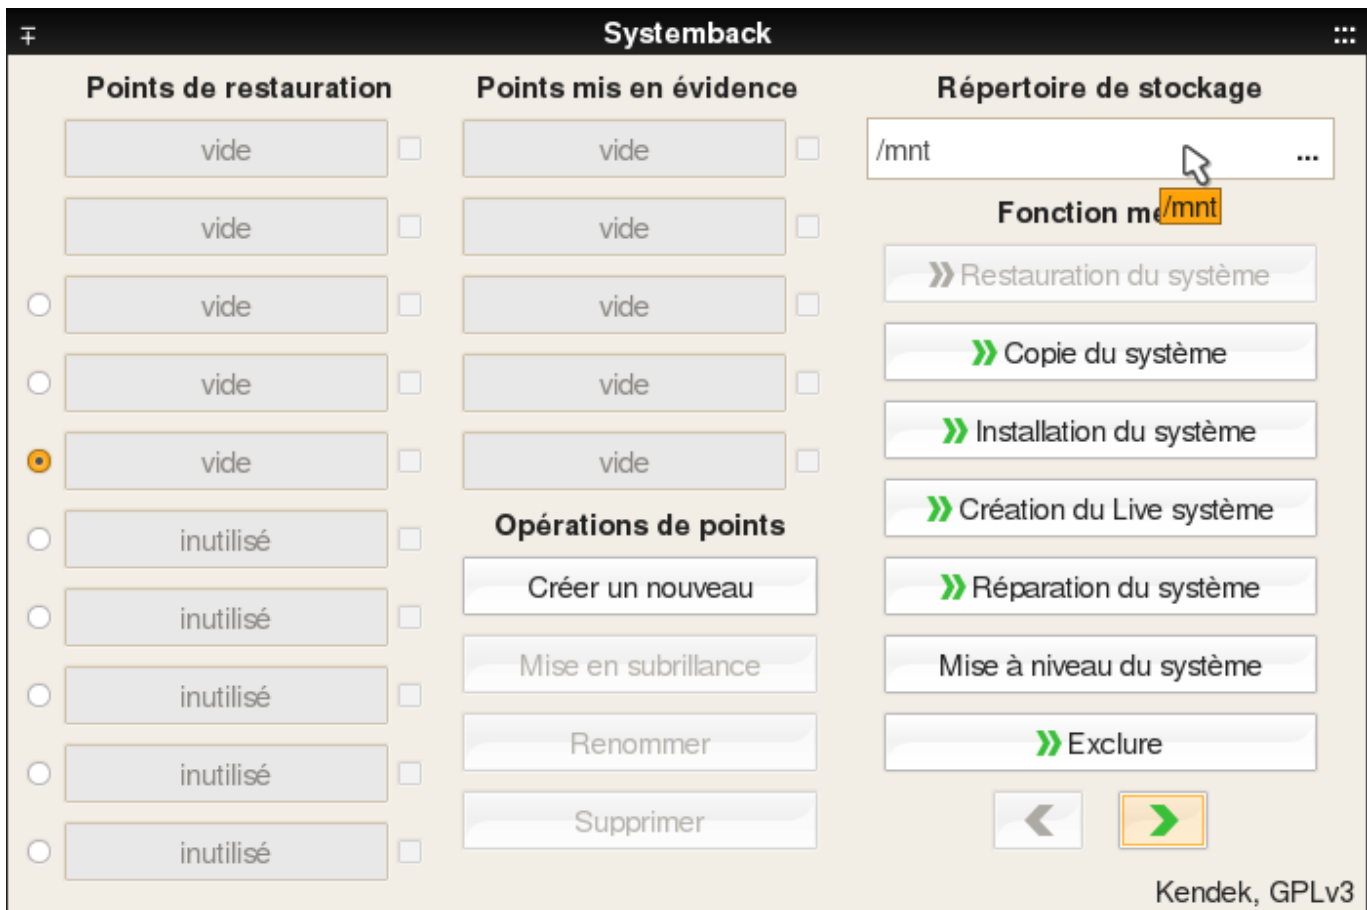 Systemback
Points de restauration
vide
vide
vide
vide
vide
inutilisé
inutilisé
inutilisé
inutilisé
inutilisé
Points mis en évidence
vide
vide
vide
vide
vide
Opérations de points
Créer un nouveau
Mise en subrillance
Renommer
Supprimer
Répertoire de stockage
/mnt ...
/mnt
Fonction
Restauration du système
Copie du système
Installation du système
Création du Live système
Réparation du système
Mise à niveau du système
Exclure
Kendek, GPLv3